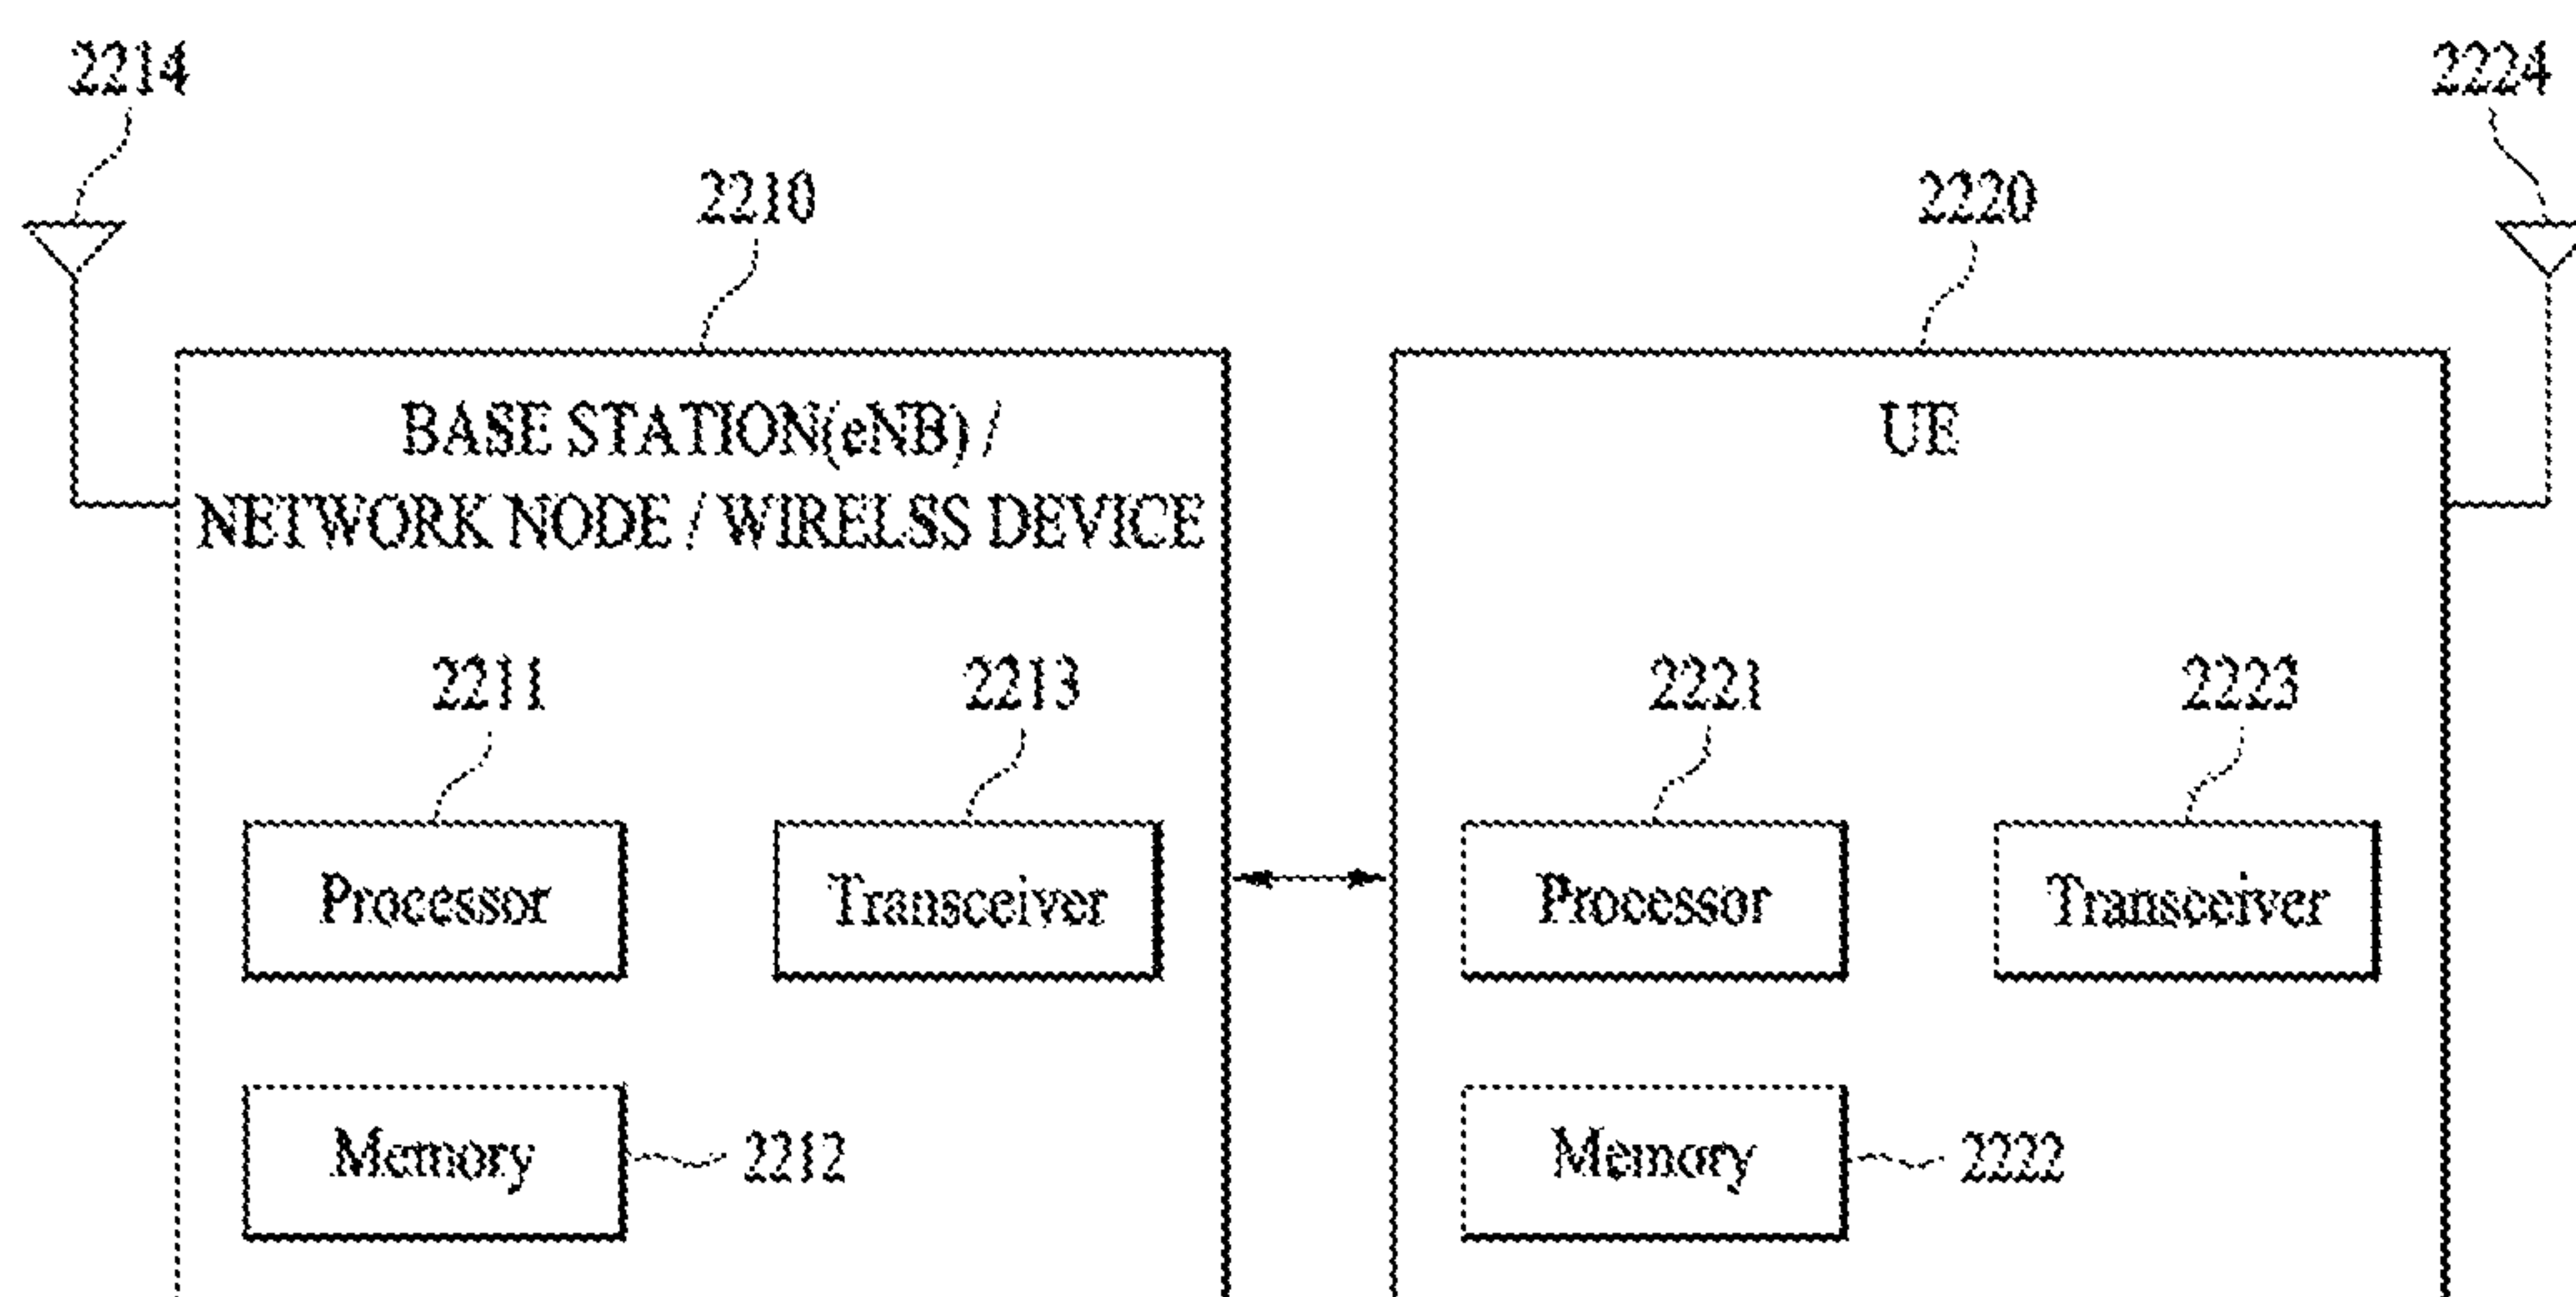 2214
2224
2210
2220
BASE STATION(eNB) /
NETWORK NODE / WIRELSS DEVICE
UE
2211
2213
2221
2223
Processor
Transceiver
Processor
Transceiver
Memory
2212
Memory
2222